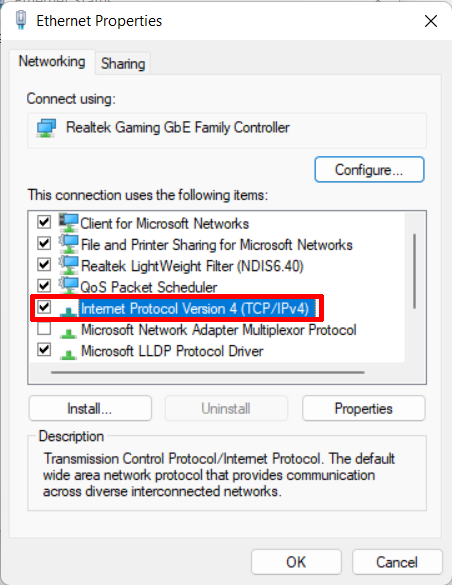 Ethernet Properties
Networking
Sharing
Connect using:
Realtek Gaming GbE Family Controller
Configure...
This connection uses the following items:
Client for Microsoft Networks
File and Printer Sharing for Microsoft Networks
Realtek LightWeight Filter (NDIS6.40)
QoS Packet Scheduler
Internet Protocol Version 4 (TCP/IPv4)
Microsoft Network Adapter Multiplexor Protocol
Microsoft LLDP Protocol Driver
Install...
Uninstall
Properties
Description
Transmission Control Protocol/Internet Protocol. The default
wide area network protocol that provides communication
across diverse interconnected networks.
OK
Cancel